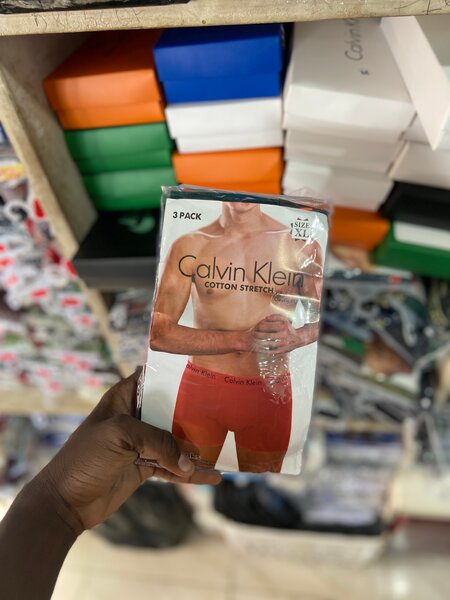 Calvin Klein
3 PACK
SIZE
XL
Calvin Klein
COTTON STRETCH
Calvin Klein
Calvin Klein